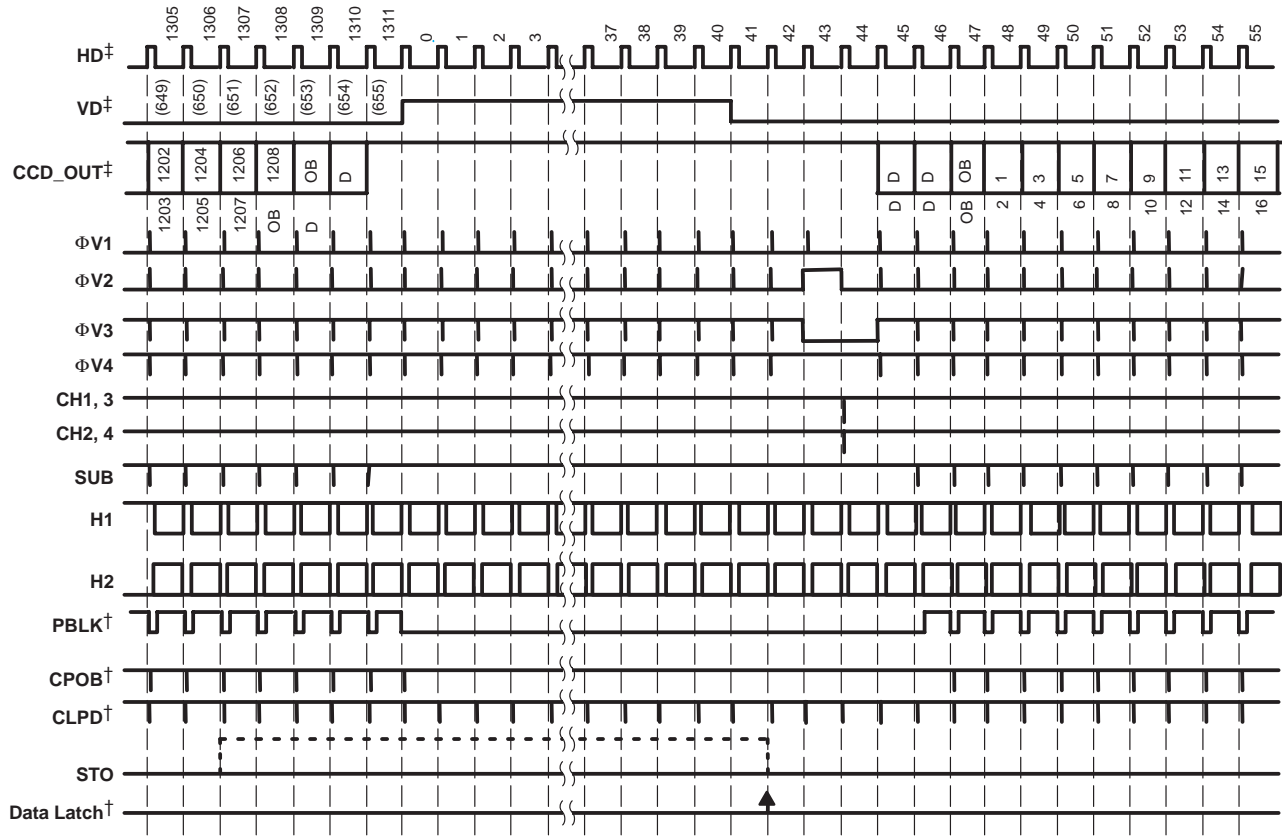 1305 1306 1307 1308 1309 1310 1311 0 1 2 3 37 38 39 40 41 42 43 44 45 46 47 48 49 50 51 52 53 54 55
HD‡
(649) (650) (651) (652) (653) (654) (655)
VD‡
CCD_OUT‡
1202 1204 1206 1208 OB D D D OB 1 3 5 7 9 11 13 15
1203 1205 1207 OB D D D OB 2 4 6 8 10 12 14 16
ΦV1
ΦV2
ΦV3
ΦV4
CH1, 3
CH2, 4
SUB
H1
H2
PBLK†
CPOB†
CLPD†
STO
Data Latch†